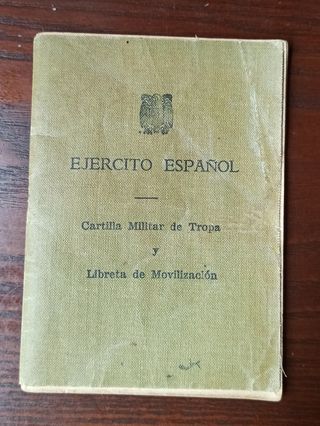 EJERCITO ESPAÑOL
Cartilla Militar de Tropa
y
Libreta de Movilización